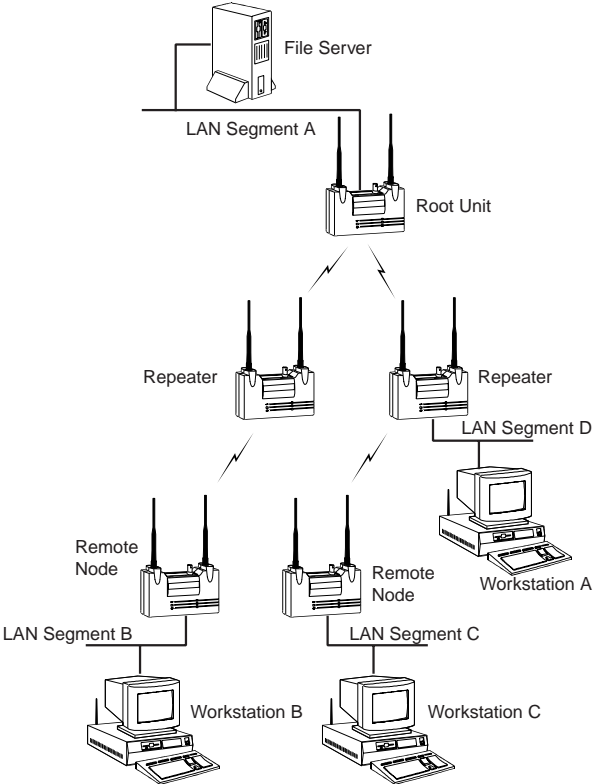 File Server
LAN Segment A
Root Unit
Repeater
Repeater
LAN Segment D
Workstation A
Remote
Node
Remote
Node
LAN Segment B
LAN Segment C
Workstation B
Workstation C